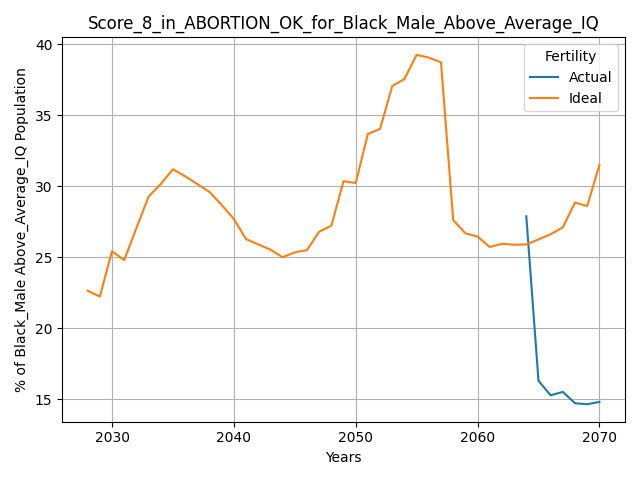 Score_8_in_ABORTION_OK_for_Black_Male_Above_Average_IQ
% of Black_Male Above_Average_IQ Population
40
35
30
25
20
15
Fertility
Actual
Ideal
2030
2040
2050
2060
2070
Years